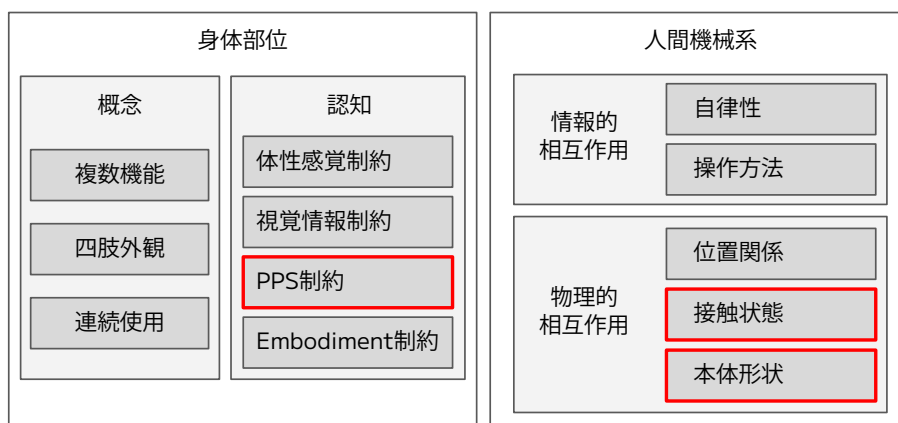 身体部位
概念
複数機能
四肢外観
連続使用
認知
体性感覚制約
視覚情報制約
PPS制約
Embodiment制約
人間機械系
情報的
相互作用
自律性
操作方法
物理的
相互作用
位置関係
接触状態
本体形状